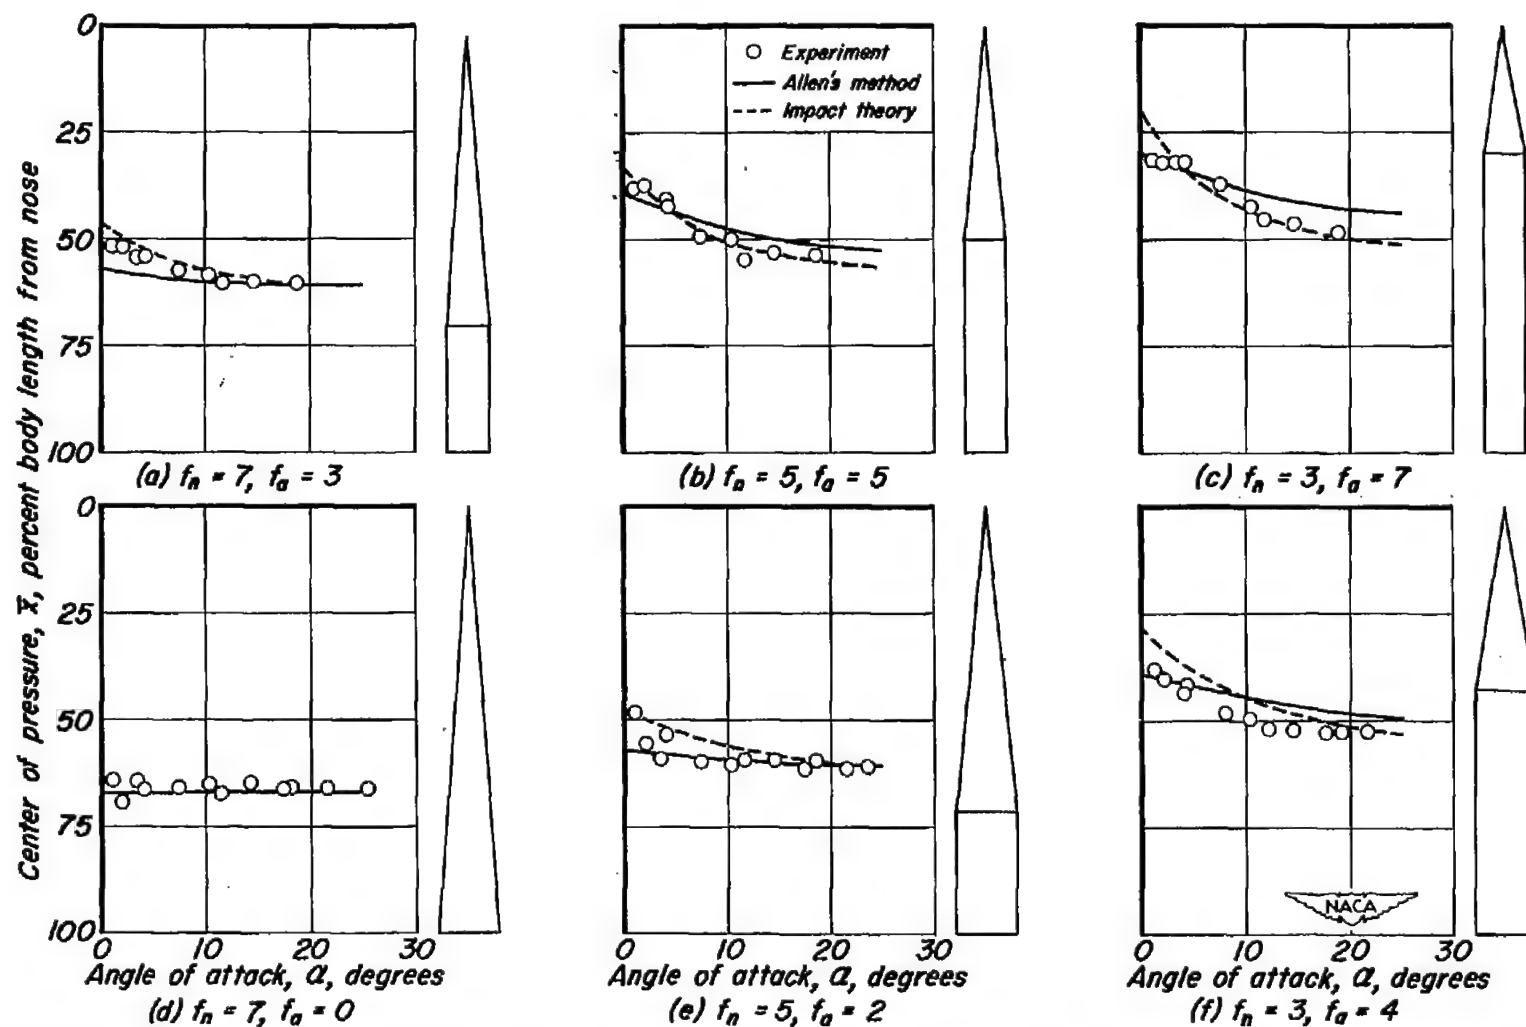 Center of pressure, x̄, percent body length from nose
0
25
50
75
100
○ Experiment
— Allen's method
--- Impact theory
(a) fₙ = 7, fₐ = 3
(b) fₙ = 5, fₐ = 5
(c) fₙ = 3, fₐ = 7
0
25
50
75
100
NACA
0 10 20 30
0 10 20 30
0 10 20 30
Angle of attack, α, degrees
Angle of attack, α, degrees
Angle of attack, α, degrees
(d) fₙ = 7, fₐ = 0
(e) fₙ = 5, fₐ = 2
(f) fₙ = 3, fₐ = 4